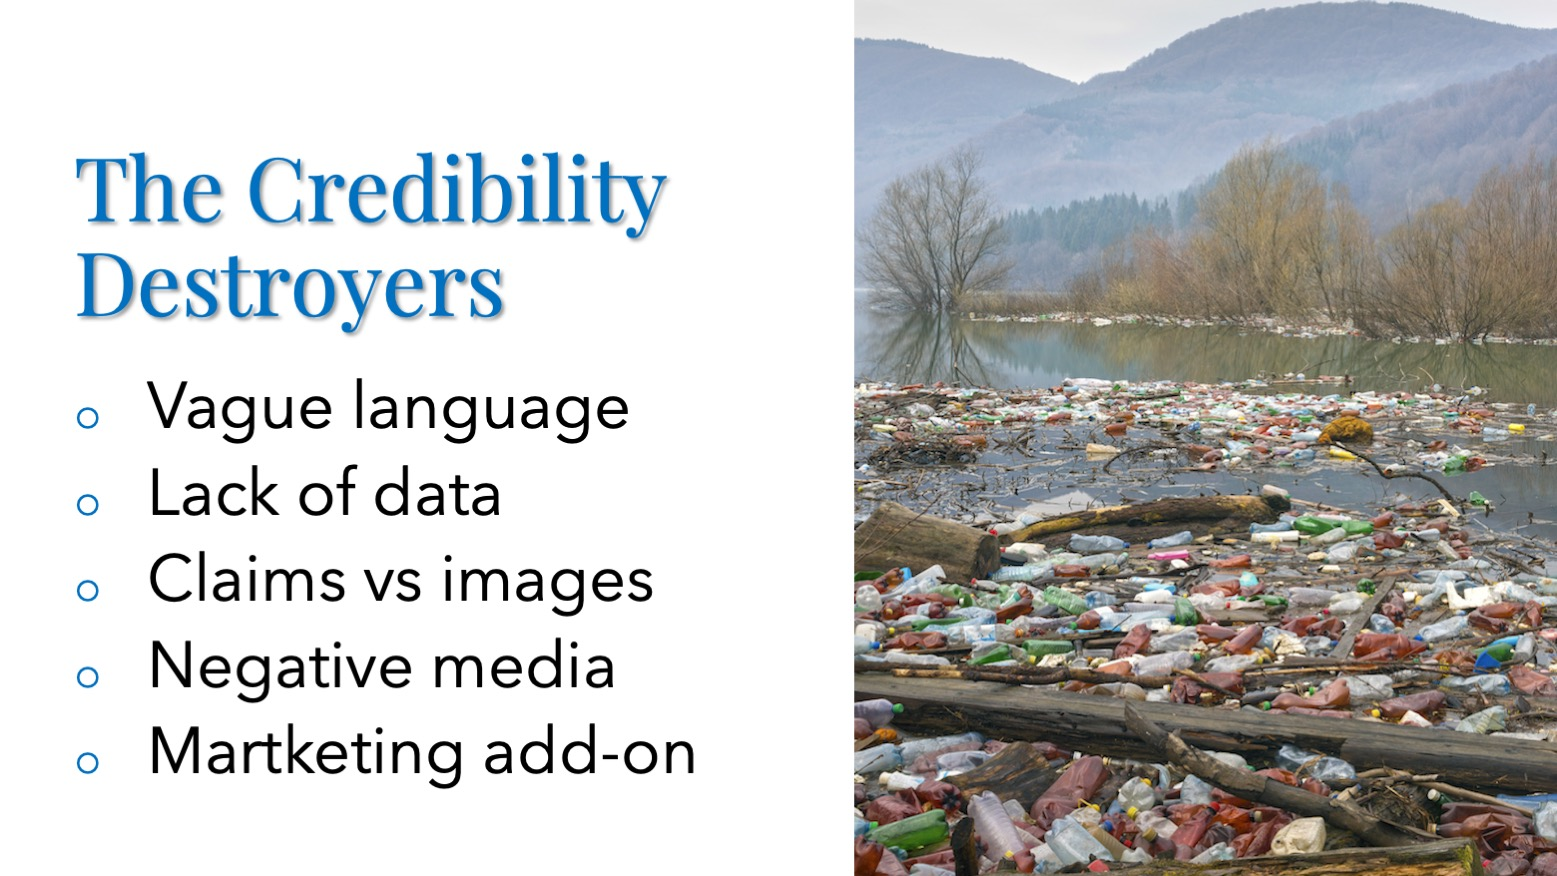 The Credibility
Destroyers
Vague language
Lack of data
Claims vs images
Negative media
Martketing add-on